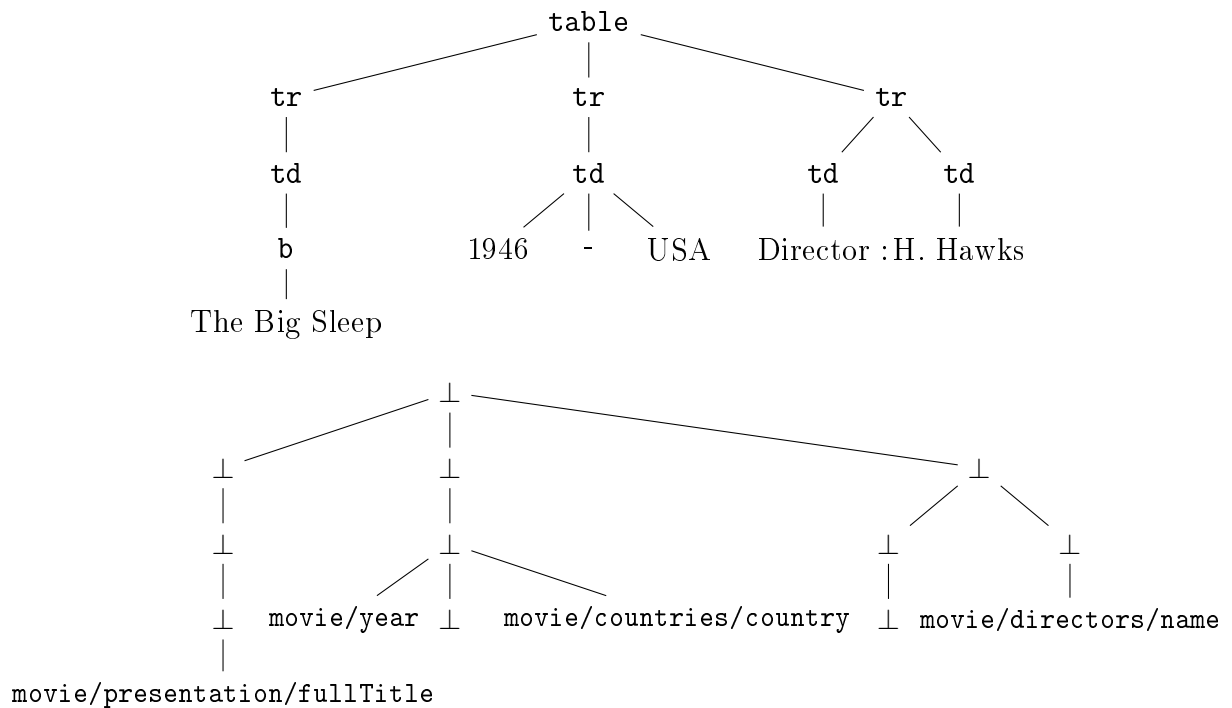 table
tr tr tr
td td td td
b 1946 - USA Director : H. Hawks
The Big Sleep
⊥
⊥ ⊥ ⊥
⊥ ⊥ ⊥ ⊥
⊥ movie/year ⊥ movie/countries/country ⊥ movie/directors/name
movie/presentation/fullTitle